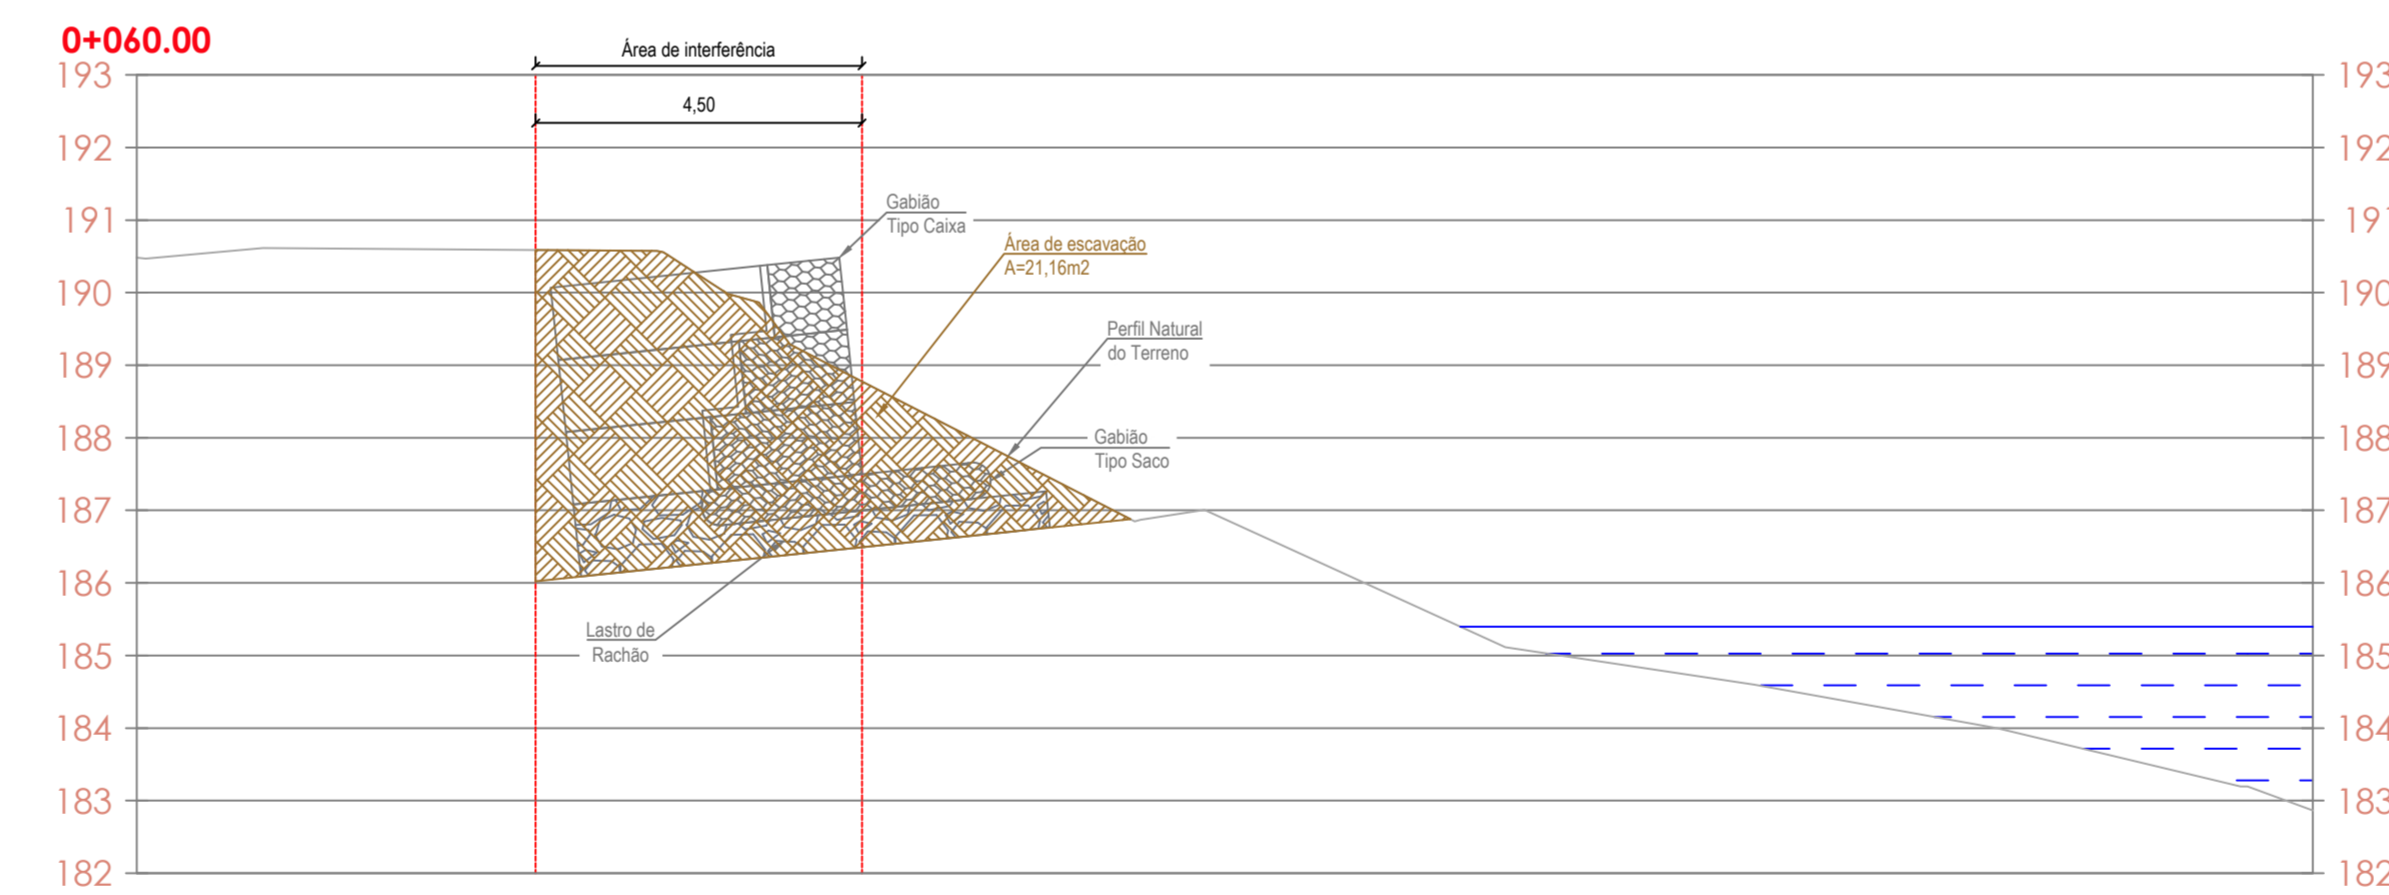 0+060.00
Área de interferência
193
193
4,50
192
192
191
191
Gabião
Tipo Caixa
Área de escavação
A=21,16m2
190
190
Perfil Natural
do Terreno
189
189
188
188
Gabião
Tipo Saco
187
187
186
186
Lastro de
Rachão
185
185
184
184
183
183
182
182